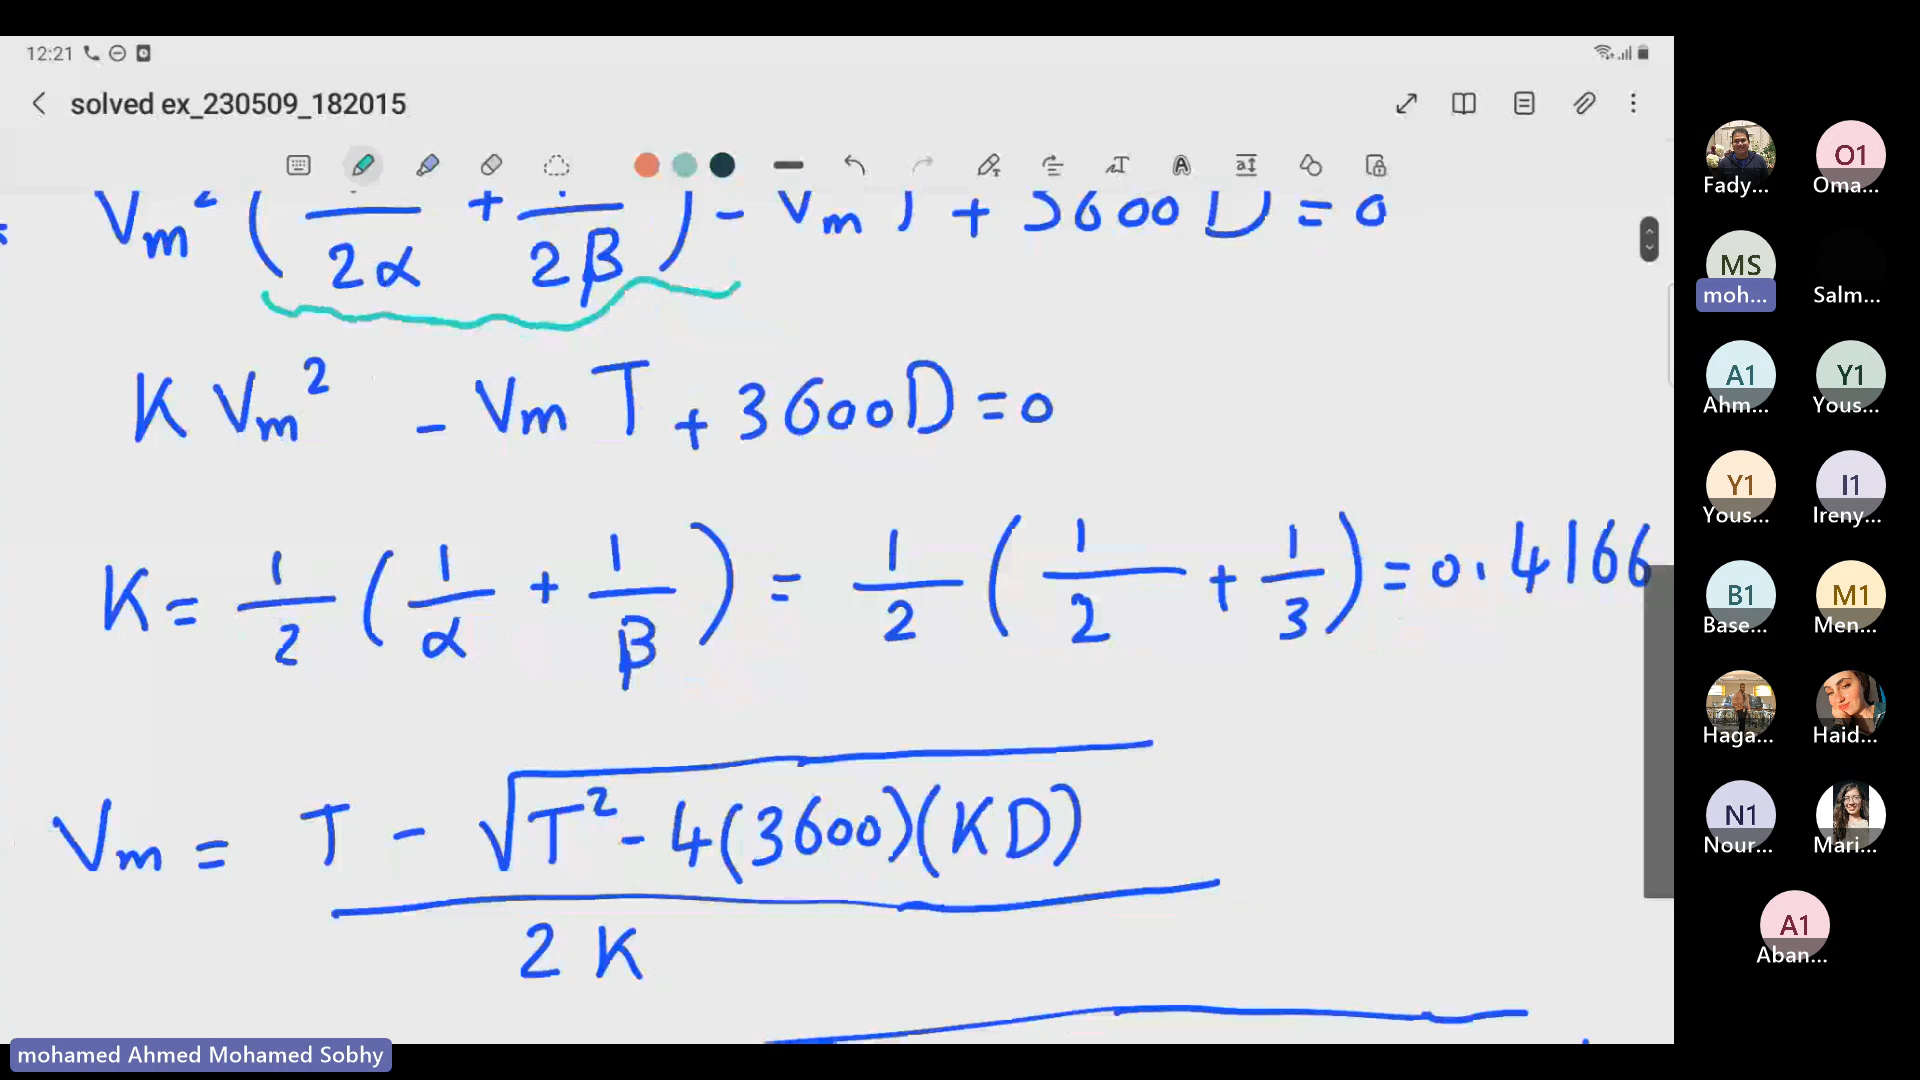 12:21
solved ex_230509_182015
Vm² ( 1/2α + 1/2β ) - Vm T + 3600 D = 0
K Vm² - Vm T + 3600D = 0
K = 1/2 ( 1/α + 1/β ) = 1/2 ( 1/2 + 1/3 ) = 0.4166
Vm = T - √T² - 4(3600)(KD)
2 K
mohamed Ahmed Mohamed Sobhy
Fady...
O1
Oma...
MS
moh...
Salm...
A1
Ahm...
Y1
Yous...
Y1
Yous...
I1
Ireny...
B1
Base...
M1
Men...
Haga...
Haid...
N1
Nour...
Mari...
A1
Aban...